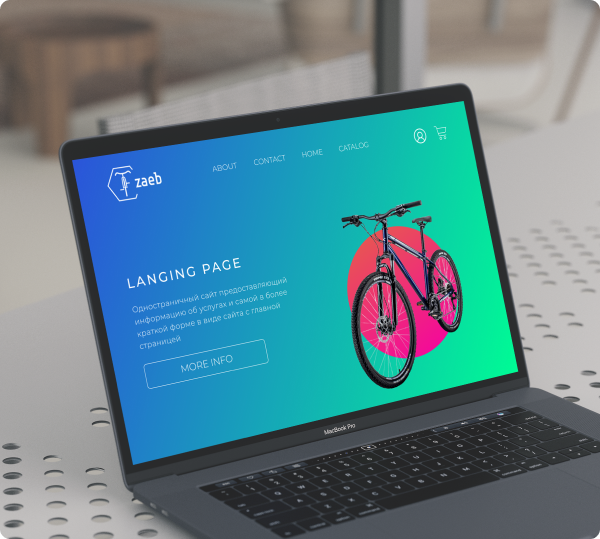 zaeb
ABOUT
CONTACT
HOME
CATALOG
LANGING PAGE
Одностраничный сайт предоставляющий
информацию об услугах и самой в более
краткой форме в виде сайта с главной
страницей
MORE INFO
MacBook Pro